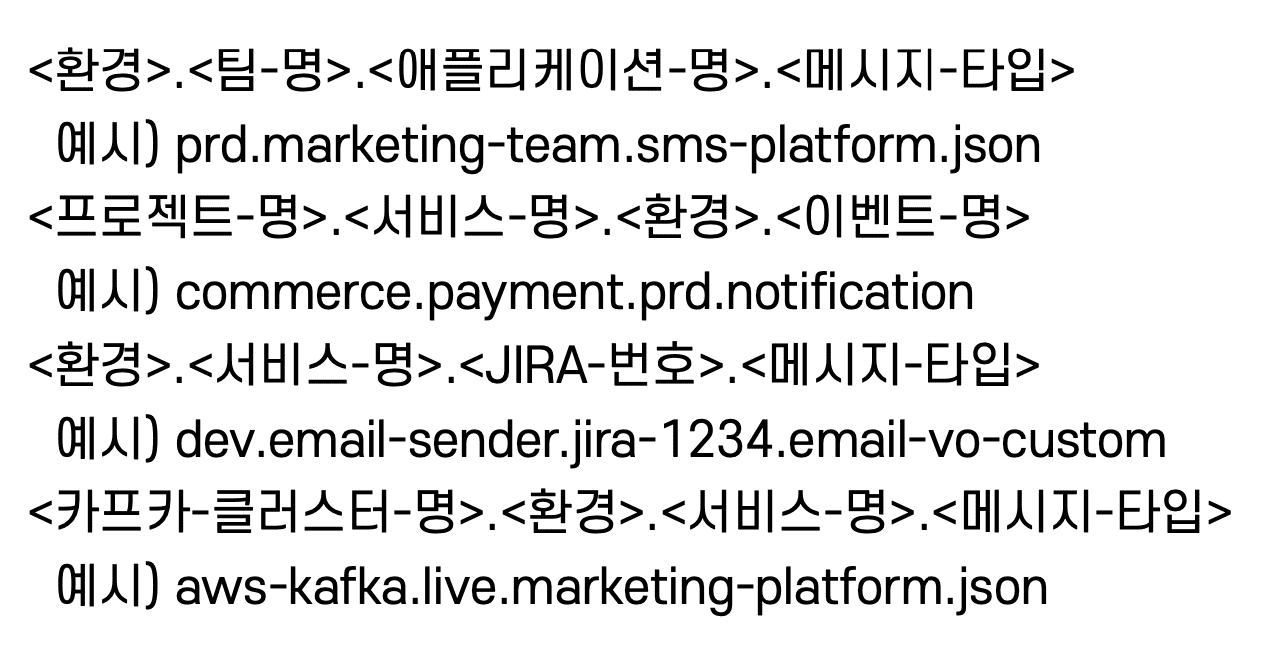 <환경>.<팀-명>.<애플리케이션-명>.<메시지-타입>
예시) prd.marketing-team.sms-platform.json
<프로젝트-명>.<서비스-명>.<환경>.<이벤트-명>
예시) commerce.payment.prd.notification
<환경>.<서비스-명>.<JIRA-번호>.<메시지-타입>
예시) dev.email-sender.jira-1234.email-vo-custom
<카프카-클러스터-명>.<환경>.<서비스-명>.<메시지-타입>
예시) aws-kafka.live.marketing-platform.json